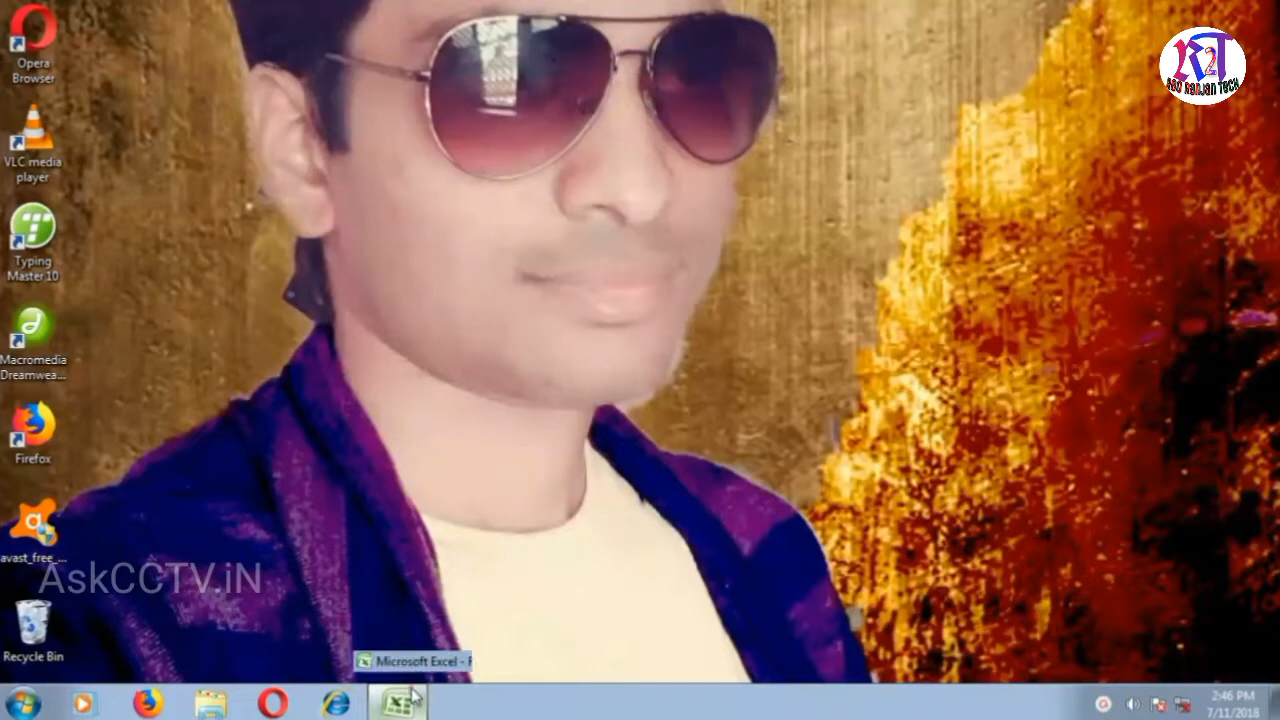 Opera
Browser
VLC media
player
Typing
Master 10
Macromedia
Dreamwea...
Firefox
avast_free_...
AskCCTV.iN
Recycle Bin
Microsoft Excel -
2:46 PM
7/11/2018